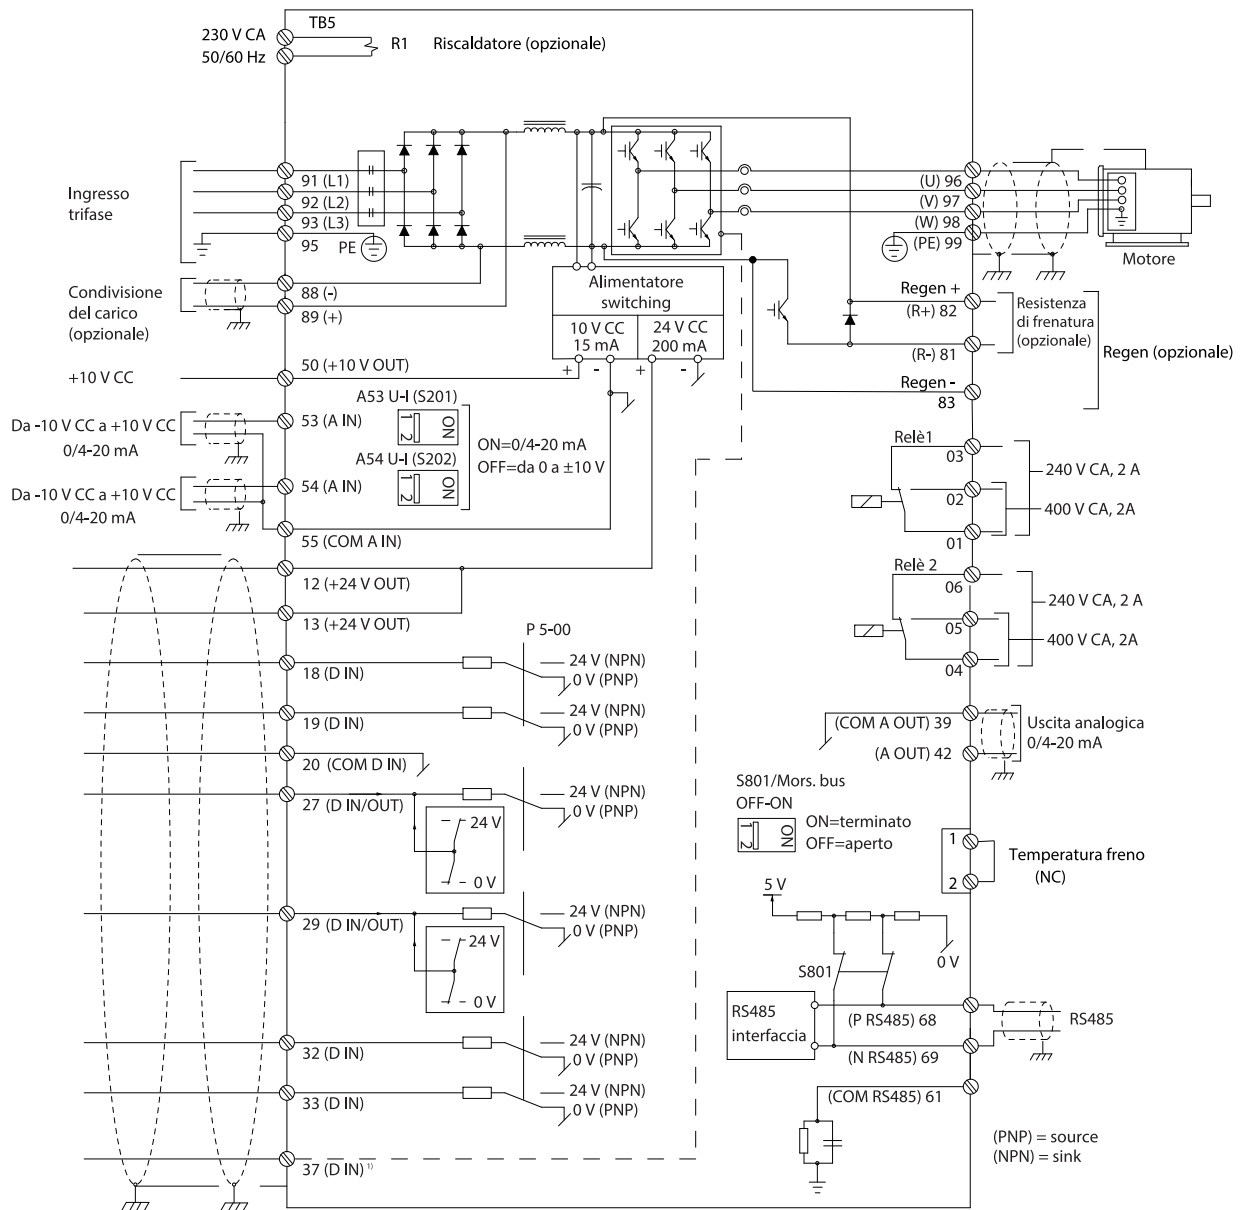 TB5
230 V CA
50/60 Hz
R1
Riscaldatore (opzionale)
Ingresso
trifase
91 (L1)
92 (L2)
93 (L3)
95
PE
(U) 96
(V) 97
(W) 98
(PE) 99
Motore
Condivisione
del carico
(opzionale)
88 (-)
89 (+)
Alimentatore
switching
10 V CC
15 mA
24 V CC
200 mA
+
-
+
-
Regen +
(R+) 82
(R-) 81
Regen -
83
Resistenza
di frenatura
(opzionale)
Regen (opzionale)
+10 V CC
50 (+10 V OUT)
Da -10 V CC a +10 V CC
0/4-20 mA
53 (A IN)
A53 U-I (S201)
1 2
ON
A54 U-I (S202)
1 2
ON
ON=0/4-20 mA
OFF=da 0 a ±10 V
Da -10 V CC a +10 V CC
0/4-20 mA
54 (A IN)
55 (COM A IN)
12 (+24 V OUT)
13 (+24 V OUT)
Relè1
03
02
01
240 V CA, 2 A
400 V CA, 2A
Relè 2
06
05
04
240 V CA, 2 A
400 V CA, 2A
P 5-00
18 (D IN)
24 V (NPN)
0 V (PNP)
19 (D IN)
24 V (NPN)
0 V (PNP)
20 (COM D IN)
27 (D IN/OUT)
24 V (NPN)
0 V (PNP)
24 V
0 V
29 (D IN/OUT)
24 V (NPN)
0 V (PNP)
24 V
0 V
32 (D IN)
24 V (NPN)
0 V (PNP)
33 (D IN)
24 V (NPN)
0 V (PNP)
37 (D IN) 1)
(COM A OUT) 39
(A OUT) 42
Uscita analogica
0/4-20 mA
S801/Mors. bus
OFF-ON
1 2
ON
ON=terminato
OFF=aperto
1
2
Temperatura freno
(NC)
5 V
0 V
S801
RS485
interfaccia
(P RS485) 68
(N RS485) 69
RS485
(COM RS485) 61
(PNP) = source
(NPN) = sink